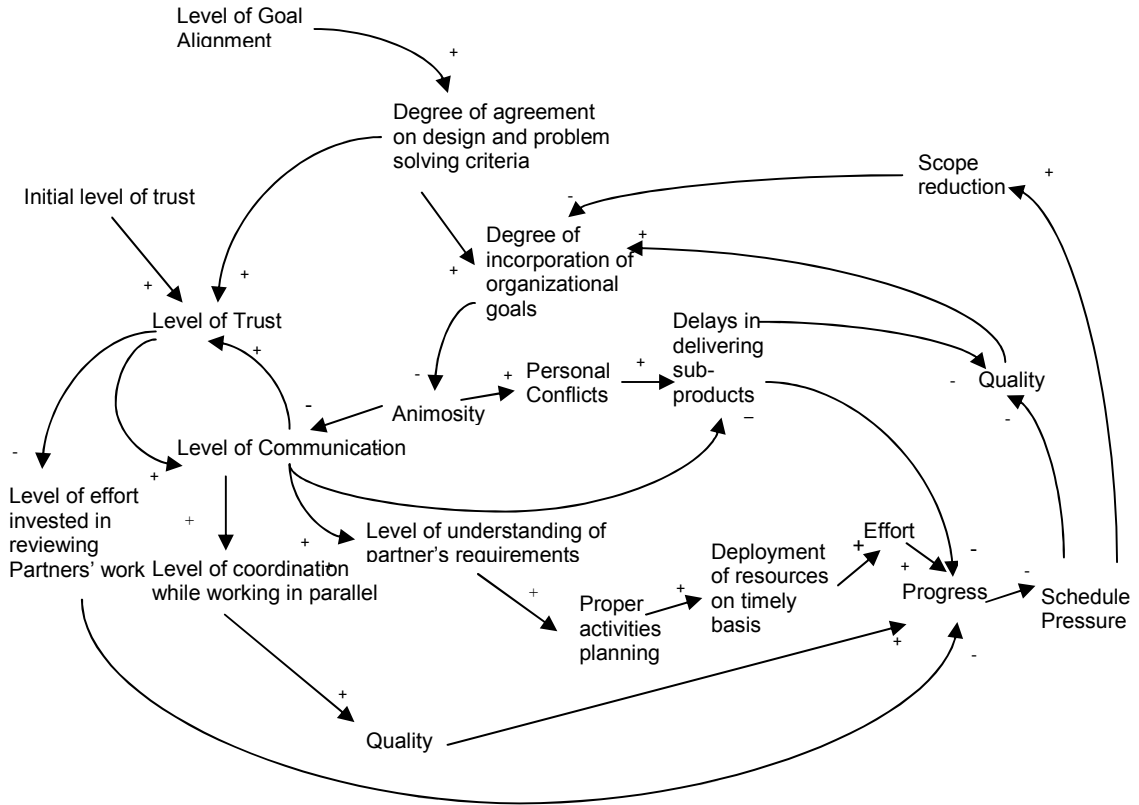 Level of Goal
Alignment
+
Degree of agreement
on design and problem
solving criteria
Scope
reduction
+
Initial level of trust
-
Degree of
incorporation of
organizational
goals
+
+
+
+
Level of Trust
+
Delays in
delivering
sub-
products
Personal
Conflicts
+
+
-
Animosity
-
Quality
-
-
-
Level of Communication
-
+
Level of effort
invested in
reviewing
Partners' work
+
+
Level of coordination
while working in parallel
Level of understanding of
partner's requirements
+
Proper
activities
planning
+
Deployment
of resources
on timely
basis
+
Effort
+
-
Progress
-
Schedule
Pressure
+
-
+
Quality